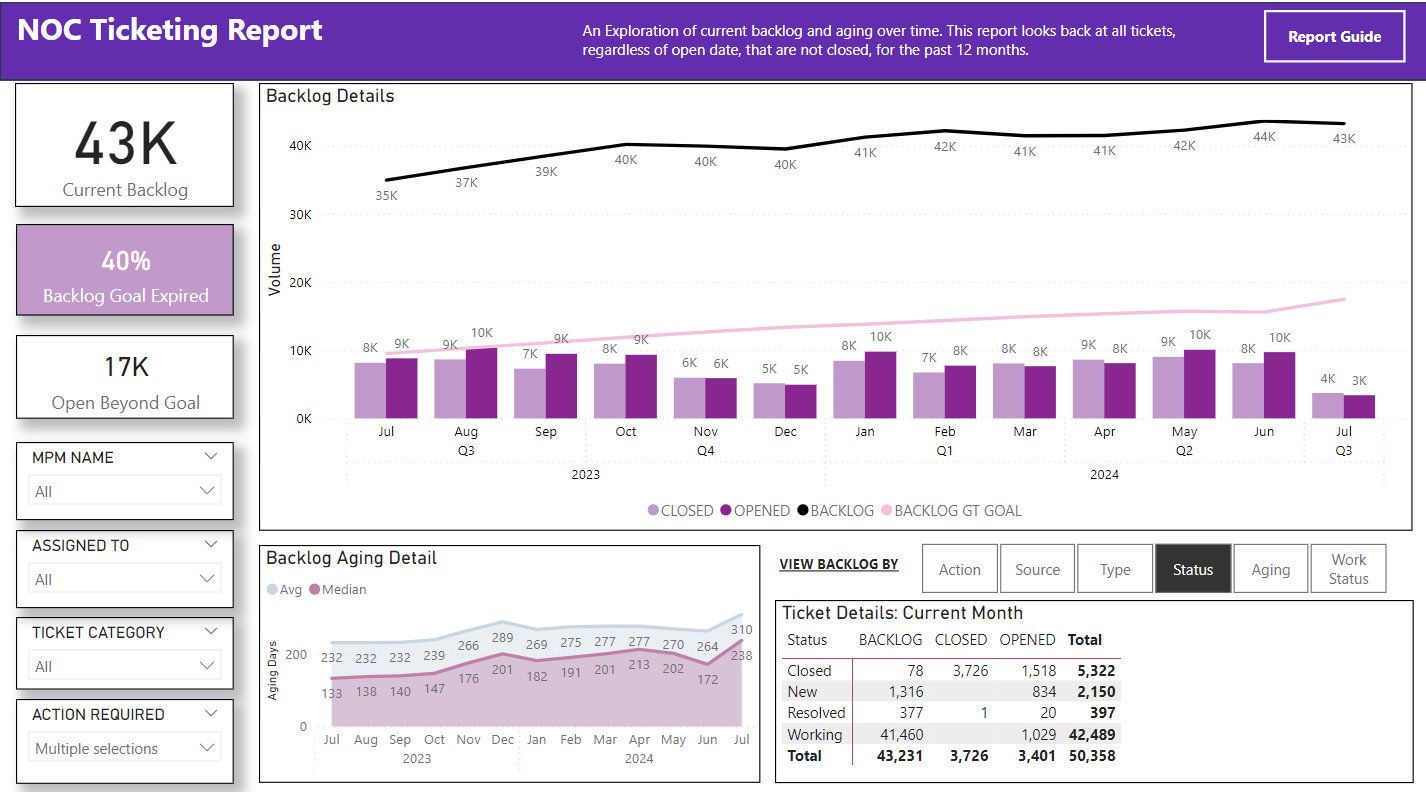 NOC Ticketing Report
An Exploration of current backlog and aging over time. This report looks back at all tickets,
regardless of open date, that are not closed, for the past 12 months.
Report Guide
43K
Current Backlog
40%
Backlog Goal Expired
17K
Open Beyond Goal
MPM NAME
All
ASSIGNED TO
All
TICKET CATEGORY
All
ACTION REQUIRED
Multiple selections
Backlog Details
Volume
40K
30K
20K
10K
0K
35K 37K 39K 40K 40K 40K 41K 42K 41K 41K 42K 44K 43K
8K 9K 9K 10K 7K 9K 8K 9K 6K 6K 5K 5K 8K 10K 7K 8K 8K 8K 9K 8K 9K 10K 8K 10K 4K 3K
Jul Aug Sep Oct Nov Dec Jan Feb Mar Apr May Jun Jul
Q3 Q4 Q1 Q2 Q3
2023 2024
CLOSED OPENED BACKLOG BACKLOG GT GOAL
Backlog Aging Detail
Avg Median
Aging Days
200
0
232 232 232 239 266 289 269 275 277 277 270 264 310
133 138 140 147 176 201 182 191 201 213 202 172 238
Jul Aug Sep Oct Nov Dec Jan Feb Mar Apr May Jun Jul
2023 2024
VIEW BACKLOG BY
Action
Source
Type
Status
Aging
Work
Status
Ticket Details: Current Month
Status BACKLOG CLOSED OPENED Total
Closed 78 3,726 1,518 5,322
New 1,316 834 2,150
Resolved 377 1 20 397
Working 41,460 1,029 42,489
Total 43,231 3,726 3,401 50,358